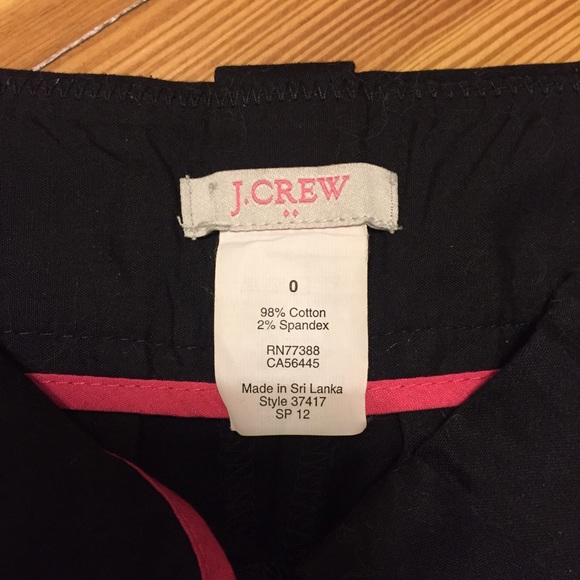 J.CREW
0
98% Cotton
2% Spandex
RN77388
CA56445
Made in Sri Lanka
Style 37417
SP 12